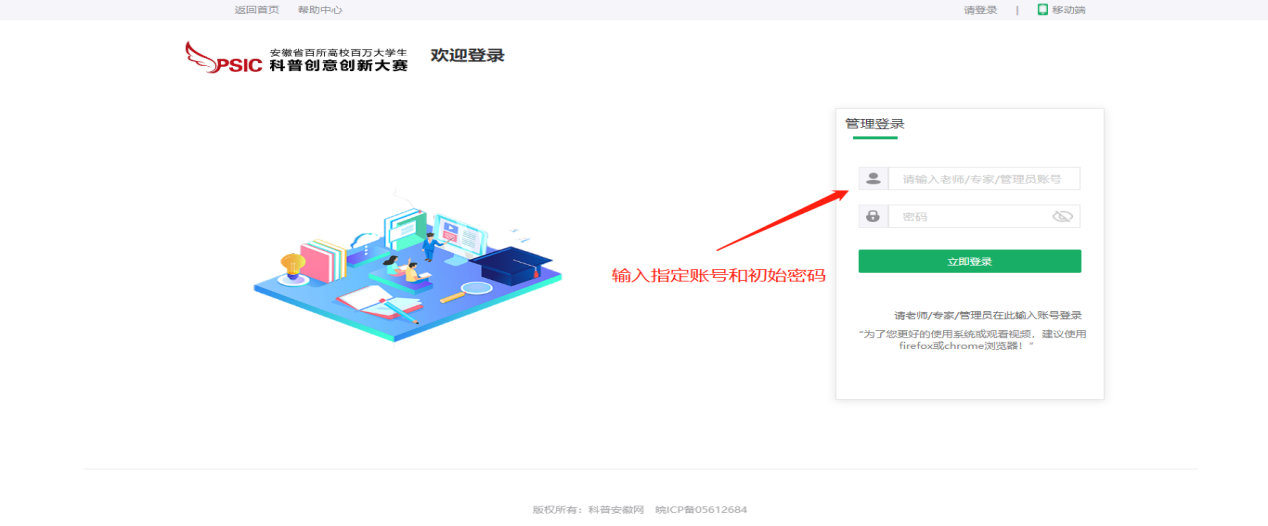 返回首页 帮助中心 请登录 | 移动端
PSIC 安徽省百所高校百万大学生
科普创意创新大赛
欢迎登录
管理登录
请输入老师/专家/管理员账号
密码
立即登录
输入指定账号和初始密码
请老师/专家/管理员在此输入账号登录
“为了您更好的使用系统或观看视频，建议使用
firefox或chrome浏览器！”
版权所有：科普安徽网 皖ICP备05612684